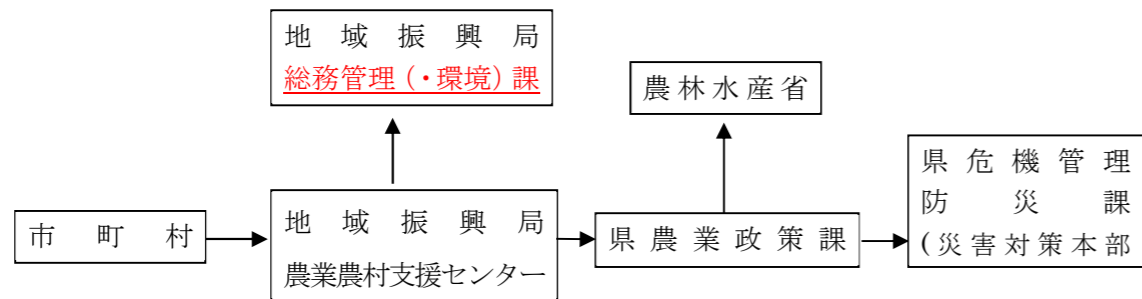 地域振興局
総務管理（・環境）課
農林水産省
県危機管理
防災課
(災害対策本部
市町村
地域振興局
農業農村支援センター
県農業政策課